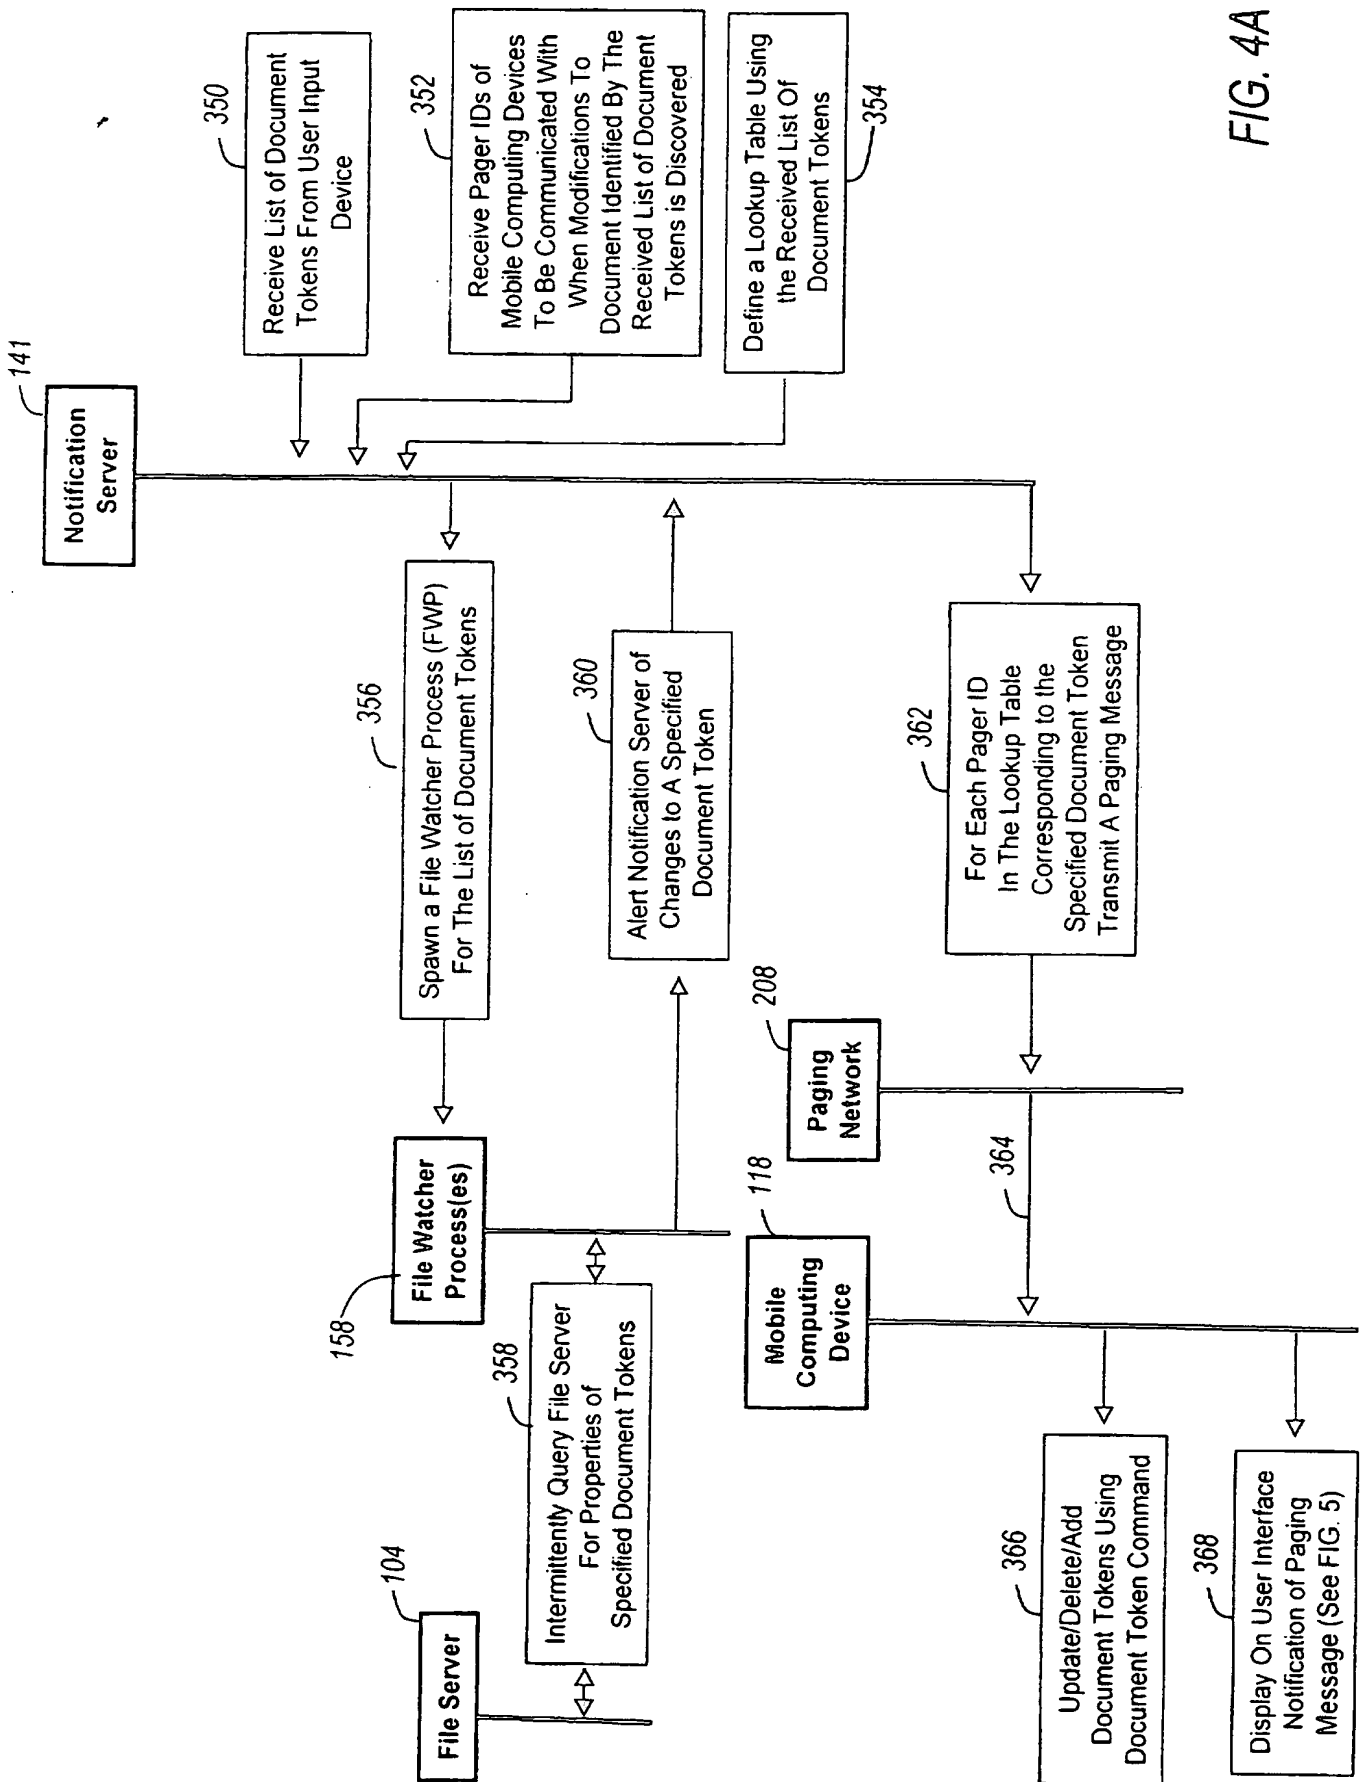 141
Notification
Server
350
Receive List of Document
Tokens From User Input
Device
352
Receive Pager IDs of
Mobile Computing Devices
To Be Communicated With
When Modifications To
Document Identified By The
Received List of Document
Tokens is Discovered
Define a Lookup Table Using
the Received List Of
Document Tokens
354
356
Spawn a File Watcher Process (FWP)
For The List of Document Tokens
158
File Watcher
Process(es)
104
File Server
358
Intermittently Query File Server
For Properties of
Specified Document Tokens
360
Alert Notification Server of
Changes to A Specified
Document Token
362
For Each Pager ID
In The Lookup Table
Corresponding to the
Specified Document Token
Transmit A Paging Message
208
Paging
Network
118
Mobile
Computing
Device
364
366
Update/Delete/Add
Document Tokens Using
Document Token Command
368
Display On User Interface
Notification of Paging
Message (See FIG. 5)
FIG. 4A